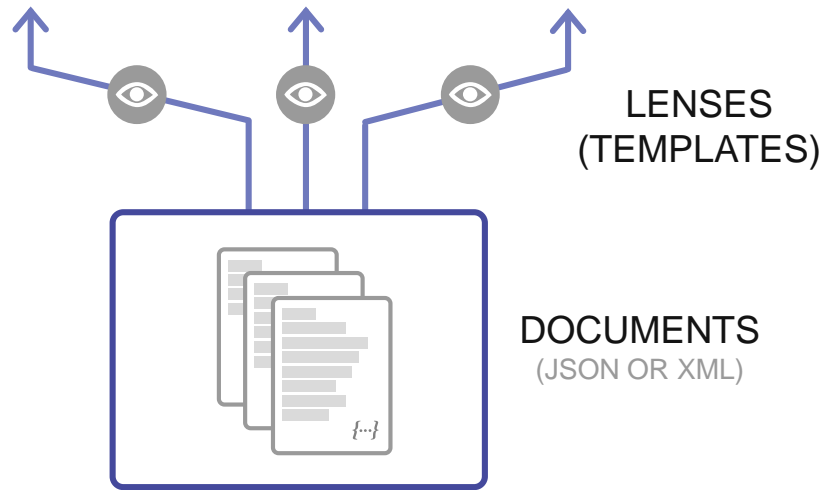 LENSES
(TEMPLATES)
DOCUMENTS
(JSON OR XML)
{···}